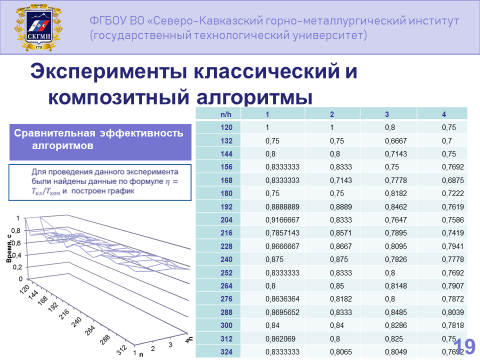 ФГБОУ ВО «Северо-Кавказский горно-металлургический институт
(государственный технологический университет)
СКГМИ
Эксперименты классический и
композитный алгоритмы
Сравнительная эффективность
алгоритмов
Для проведения данного эксперимента
были найдены данные по формуле η =
Tкл/Tком и построен график
n/h 1 2 3 4
120 1 1 0,8 0,75
132 0,75 0,75 0,6667 0,7
144 0,8 0,8 0,7143 0,75
156 0,8333333 0,8333 0,75 0,7692
168 0,8333333 0,7143 0,7778 0,6875
180 0,75 0,75 0,8182 0,7222
192 0,8888889 0,8889 0,8462 0,7619
204 0,9166667 0,8333 0,7647 0,7586
216 0,7857143 0,8571 0,7895 0,7419
228 0,8666667 0,8667 0,8095 0,7941
240 0,875 0,875 0,7826 0,7778
252 0,8333333 0,8333 0,8 0,7692
264 0,8 0,85 0,8148 0,7907
276 0,8636364 0,8182 0,8 0,7872
288 0,8695652 0,8333 0,8485 0,8039
300 0,84 0,84 0,8286 0,7818
312 0,862069 0,8 0,825 0,75
324 0,8333333 0,8065 0,8049 0,7692
Время, с
1
0,8
0,6
0,4
0,2
0
120
144
168
192
216
240
264
288
312
1 2 3 4
n
19